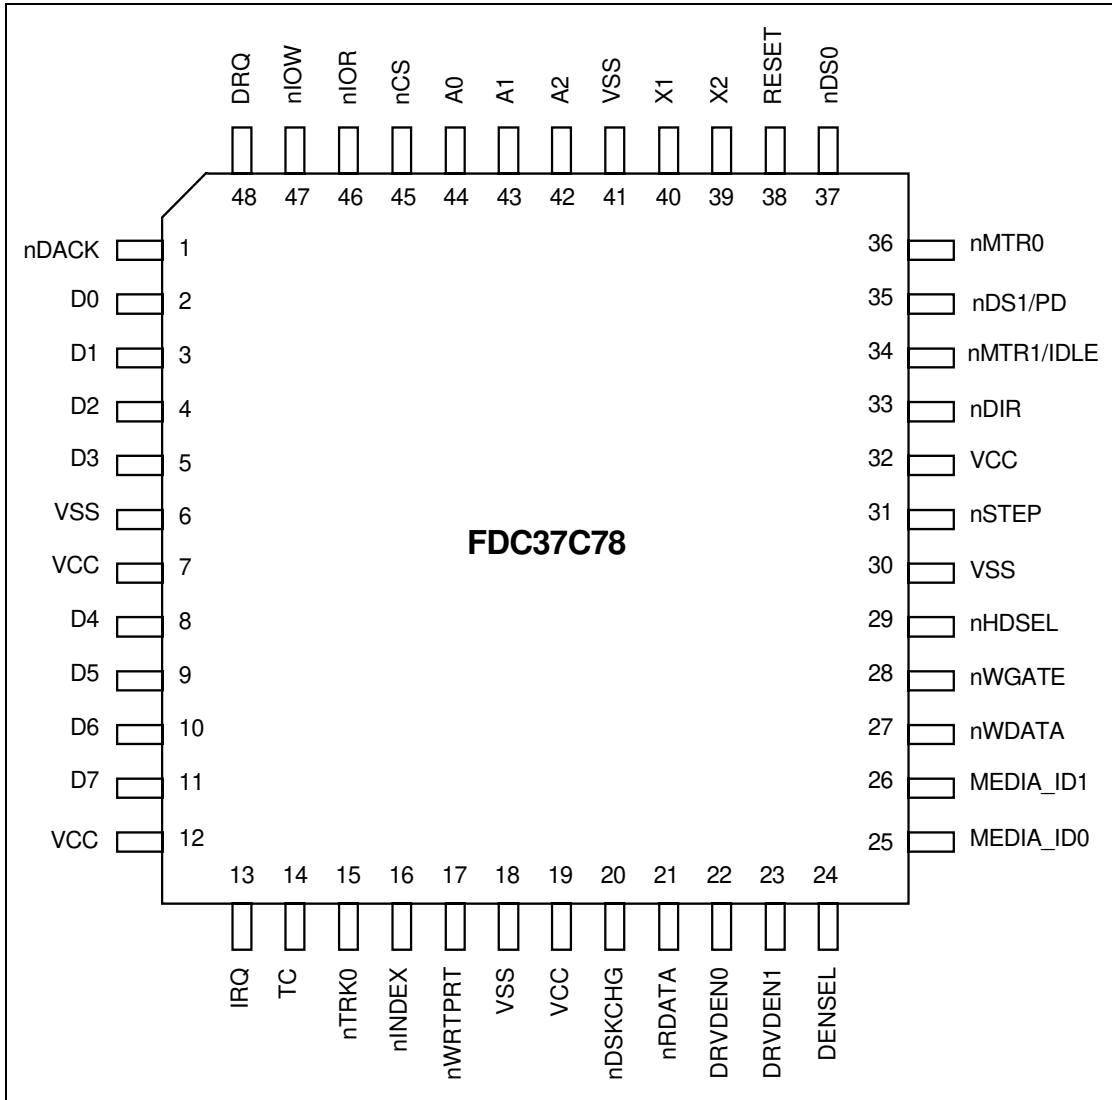 DRQ
nIOW
nIOR
nCS
A0
A1
A2
VSS
X1
X2
RESET
nDS0
48
47
46
45
44
43
42
41
40
39
38
37
nDACK 1
D0 2
D1 3
D2 4
D3 5
VSS 6
VCC 7
D4 8
D5 9
D6 10
D7 11
VCC 12
FDC37C78
36 nMTR0
35 nDS1/PD
34 nMTR1/IDLE
33 nDIR
32 VCC
31 nSTEP
30 VSS
29 nHDSEL
28 nWGATE
27 nWDATA
26 MEDIA_ID1
25 MEDIA_ID0
13
14
15
16
17
18
19
20
21
22
23
24
IRQ
TC
nTRK0
nINDEX
nWRTPRT
VSS
VCC
nDSKCHG
nRDATA
DRVDEN0
DRVDEN1
DENSEL